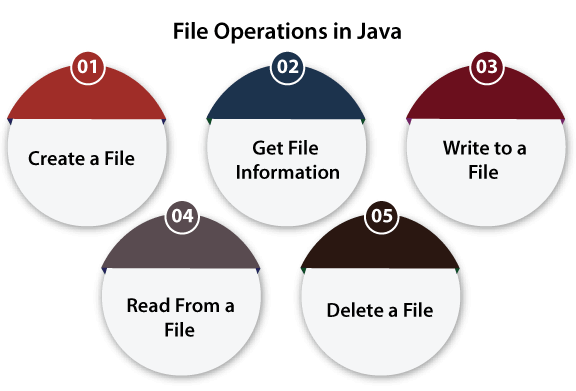 File Operations in Java
01
Create a File
02
Get File
Information
03
Write to a
File
04
Read From a
File
05
Delete a File